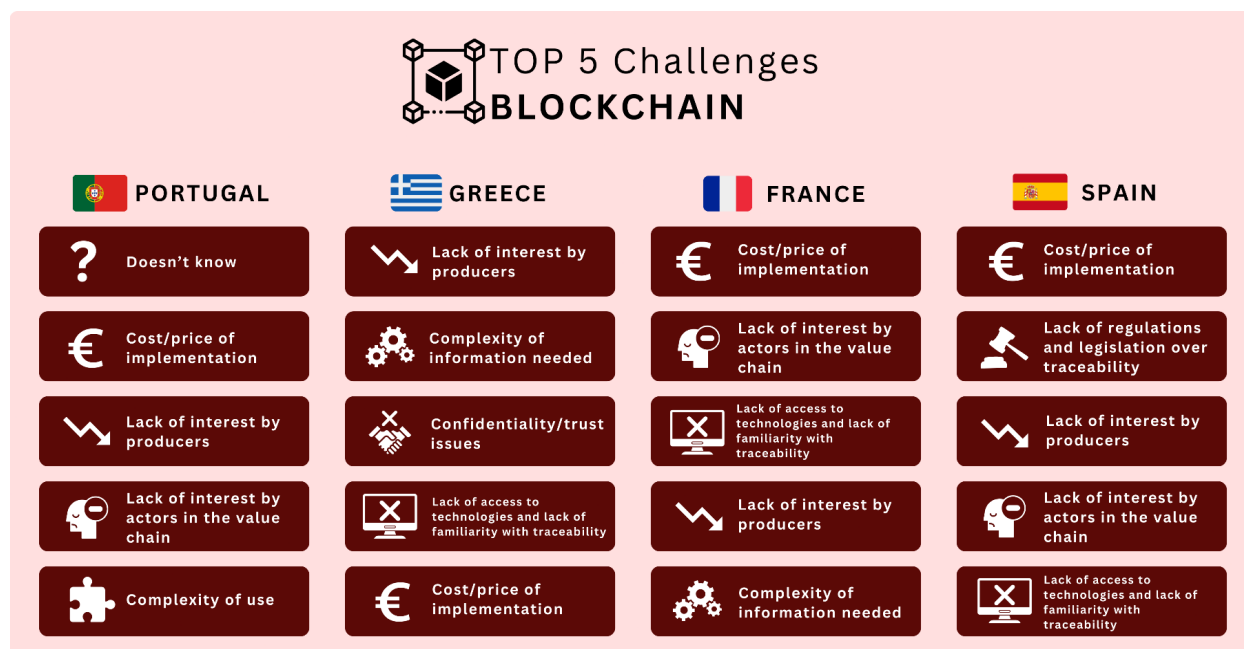 TOP 5 Challenges
BLOCKCHAIN
PORTUGAL
Doesn't know
Cost/price of
implementation
Lack of interest by
producers
Lack of interest by
actors in the value
chain
Complexity of use
GREECE
Lack of interest by
producers
Complexity of
information needed
Confidentiality/trust
issues
Lack of access to
technologies and lack of
familiarity with traceability
Cost/price of
implementation
FRANCE
Cost/price of
implementation
Lack of interest by
actors in the value
chain
Lack of access to
technologies and lack of
familiarity with
traceability
Lack of interest by
producers
Complexity of
information needed
SPAIN
Cost/price of
implementation
Lack of regulations
and legislation over
traceability
Lack of interest by
producers
Lack of interest by
actors in the value
chain
Lack of access to
technologies and lack of
familiarity with
traceability